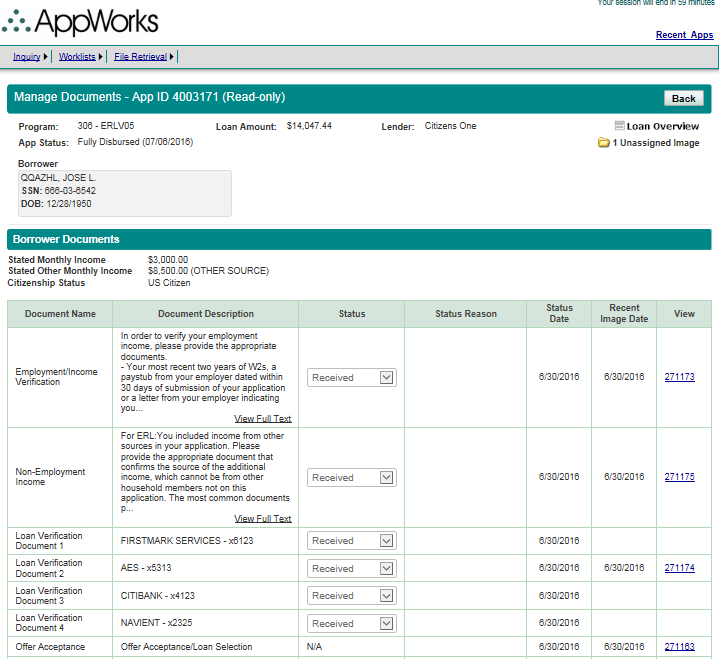 Your session will end in 59 minutes
AppWorks
Recent Apps
Inquiry
Worklists
File Retrieval
Manage Documents - App ID 4003171 (Read-only)
Back
Program: 306 - ERLV05
Loan Amount: $14,047.44
Lender: Citizens One
Loan Overview
App Status: Fully Disbursed (07/06/2016)
1 Unassigned Image
Borrower
QQAZHL, JOSE L.
SSN: 666-03-6542
DOB: 12/28/1950
Borrower Documents
Stated Monthly Income $3,000.00
Stated Other Monthly Income $8,500.00 (OTHER SOURCE)
Citizenship Status US Citizen
Document Name
Document Description
Status
Status Reason
Status
Date
Recent
Image Date
View
Employment/Income
Verification
In order to verify your employment
income, please provide the appropriate
documents.
- Your most recent two years of W2s, a
paystub from your employer dated within
30 days of submission of your application
or a letter from your employer indicating
you...
View Full Text
Received
6/30/2016
6/30/2016
271173
Non-Employment
Income
For ERL:You included income from other
sources in your application. Please
provide the appropriate document that
confirms the source of the additional
income, which cannot be from other
household members not on this
application. The most common documents
p...
View Full Text
Received
6/30/2016
6/30/2016
271175
Loan Verification
Document 1
FIRSTMARK SERVICES - x6123
Received
6/30/2016
Loan Verification
Document 2
AES - x5313
Received
6/30/2016
6/30/2016
271174
Loan Verification
Document 3
CITIBANK - x4123
Received
6/30/2016
Loan Verification
Document 4
NAVIENT - x2325
Received
6/30/2016
Offer Acceptance
Offer Acceptance/Loan Selection
N/A
6/30/2016
6/30/2016
271163